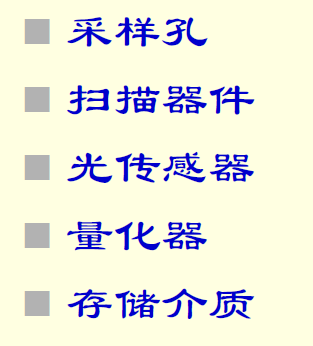 采样孔
扫描器件
光传感器
量化器
存储介质